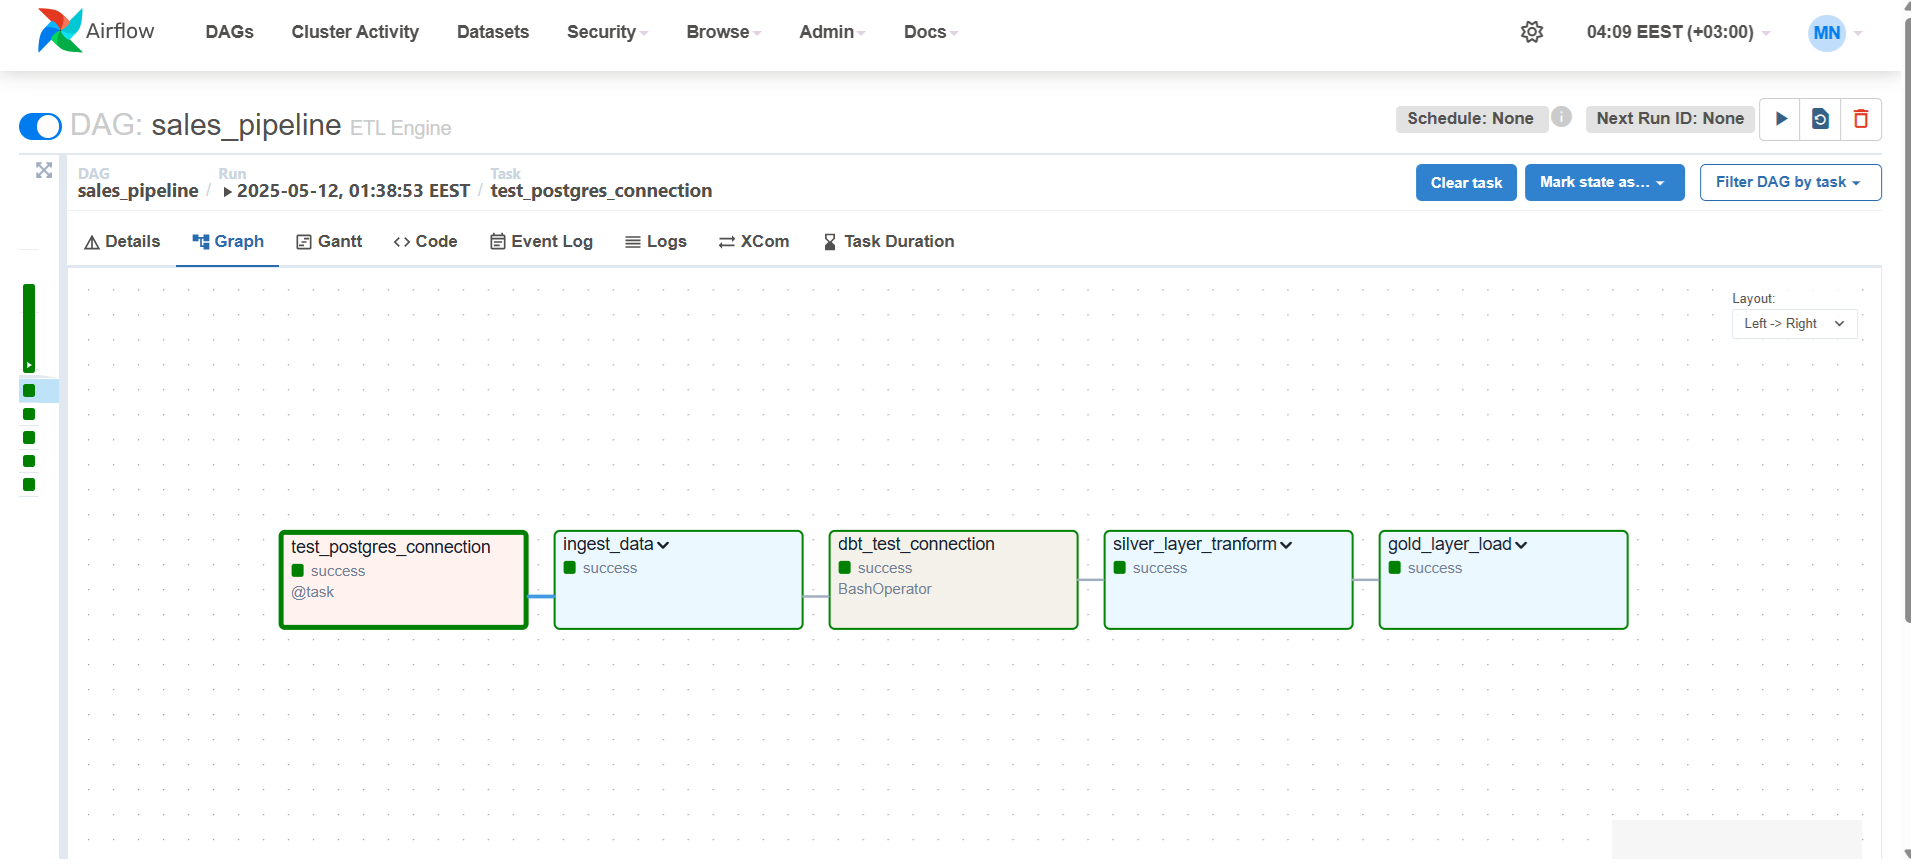 Airflow DAGs Cluster Activity Datasets Security Browse Admin Docs 04:09 EEST (+03:00) MN
DAG: sales_pipeline ETL Engine Schedule: None i Next Run ID: None
DAG Run Task
sales_pipeline / 2025-05-12, 01:38:53 EEST / test_postgres_connection Clear task Mark state as... Filter DAG by task
Details Graph Gantt Code Event Log Logs XCom Task Duration
Layout:
Left -> Right
test_postgres_connection
success
@task
ingest_data
success
dbt_test_connection
success
BashOperator
silver_layer_tranform
success
gold_layer_load
success